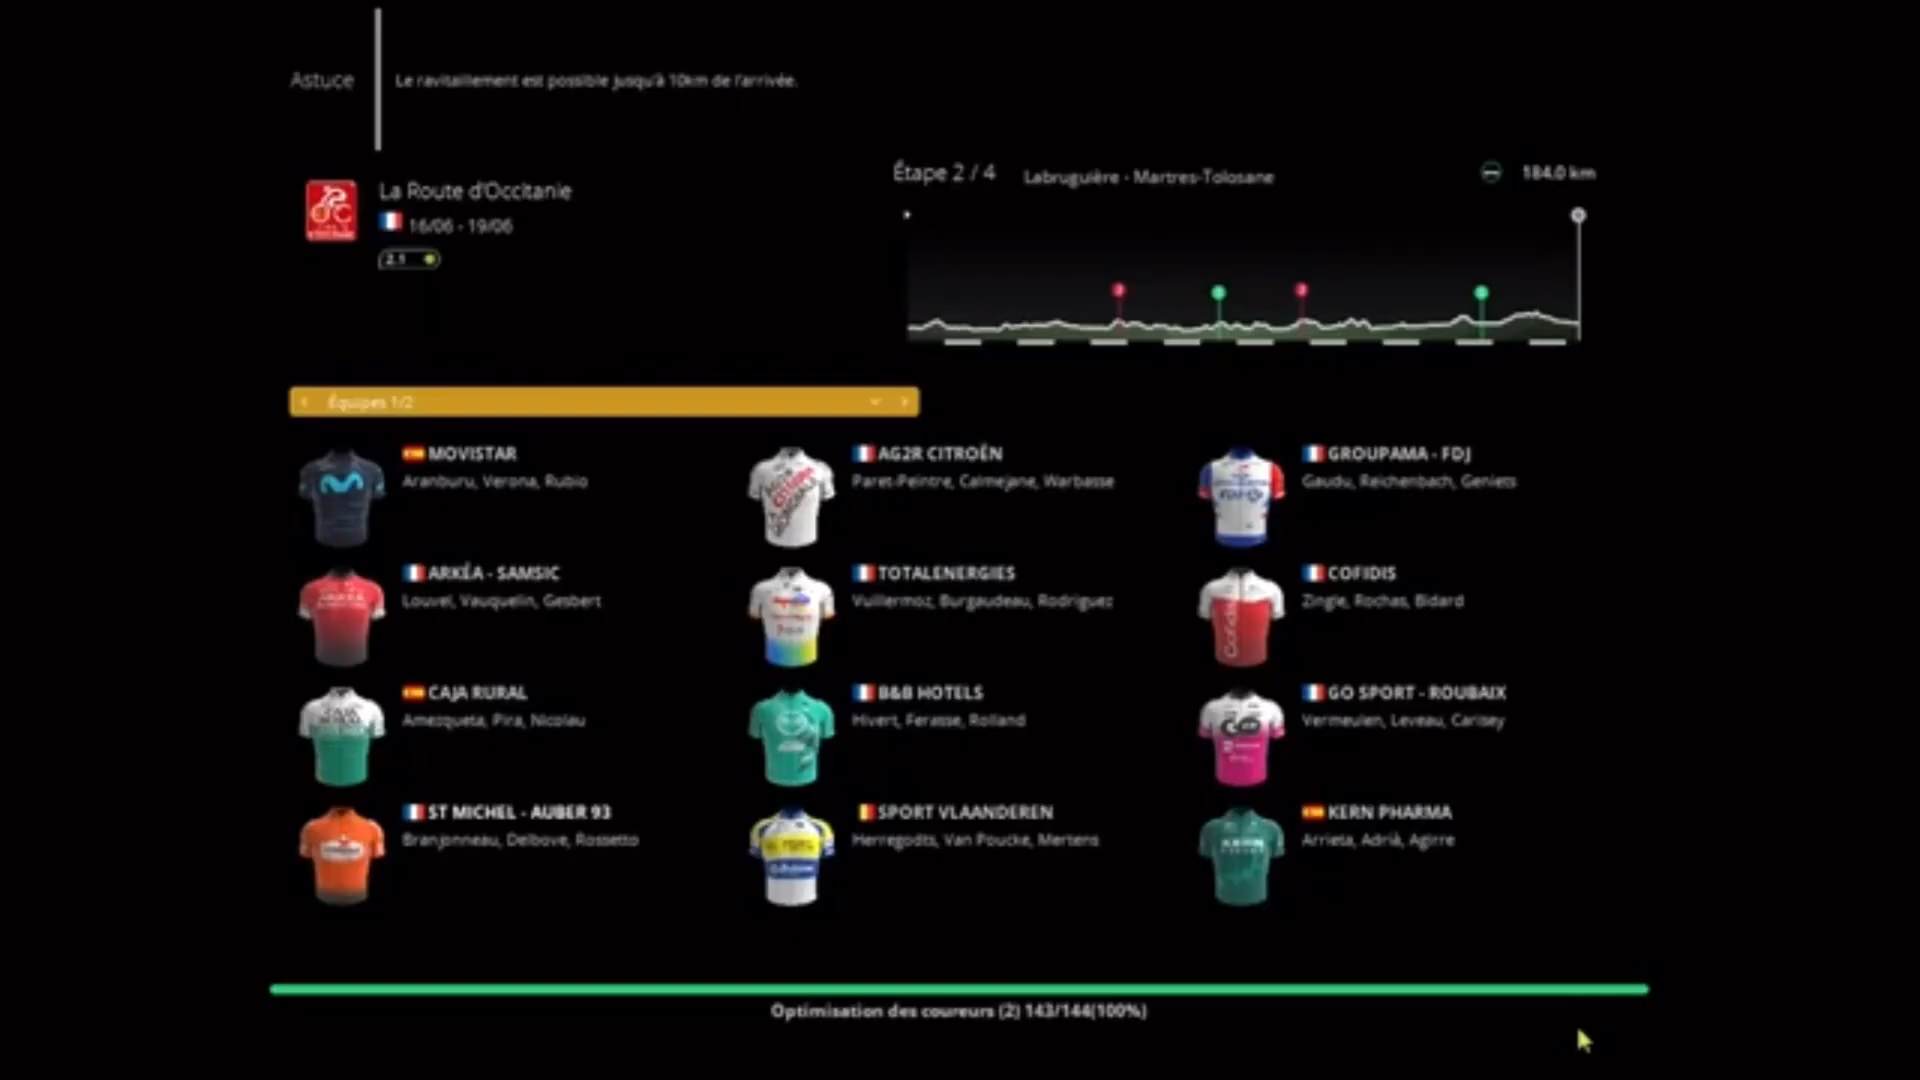 Astuce
Le ravitaillement est possible jusqu'à 10km de l'arrivée.
La Route d'Occitanie
16/06 - 19/06
2.1
Étape 2 / 4
Labruguière - Martres-Tolosane
184.0 km
Équipes 1/2
MOVISTAR
Aranburu, Verona, Rubio
AG2R CITROËN
Paret-Peintre, Calmejane, Warbasse
GROUPAMA - FDJ
Gaudu, Reichenbach, Geniets
ARKÉA - SAMSIC
Louvel, Vauquelin, Gesbert
TOTALENERGIES
Vuillermoz, Burgaudeau, Rodriguez
COFIDIS
Zingle, Rochas, Bidard
Cofidis
CAJA RURAL
Amezqueta, Pira, Nicolau
B&B HOTELS
Hivert, Ferasse, Rolland
GO SPORT - ROUBAIX
Vermeulen, Leveau, Carisey
ST MICHEL - AUBER 93
Branjonneau, Delbove, Rossetto
SPORT VLAANDEREN
Herregodts, Van Poucke, Mertens
KERN PHARMA
Arrieta, Adrià, Agirre
Optimisation des coureurs (2) 143/144(100%)